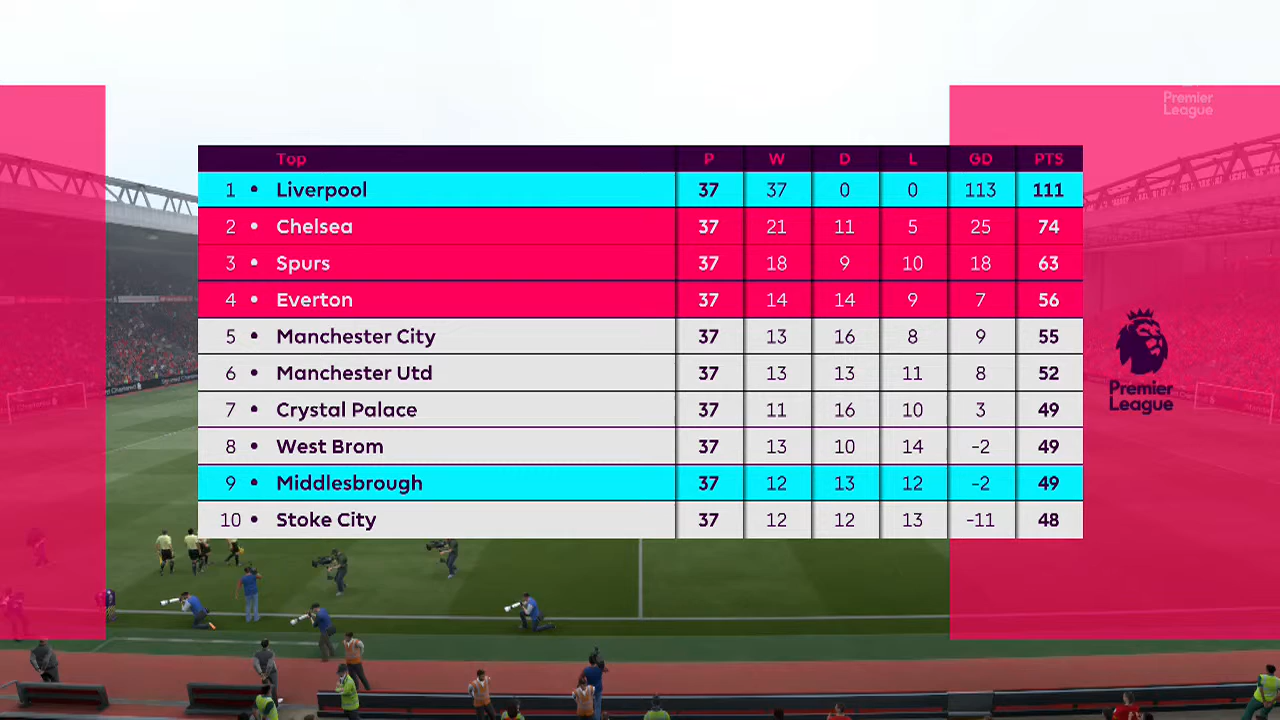 Premier
League
Top P W D L GD PTS
1 • Liverpool 37 37 0 0 113 111
2 • Chelsea 37 21 11 5 25 74
3 • Spurs 37 18 9 10 18 63
4 • Everton 37 14 14 9 7 56
5 • Manchester City 37 13 16 8 9 55
6 • Manchester Utd 37 13 13 11 8 52
7 • Crystal Palace 37 11 16 10 3 49
8 • West Brom 37 13 10 14 -2 49
9 • Middlesbrough 37 12 13 12 -2 49
10 • Stoke City 37 12 12 13 -11 48
Premier
League